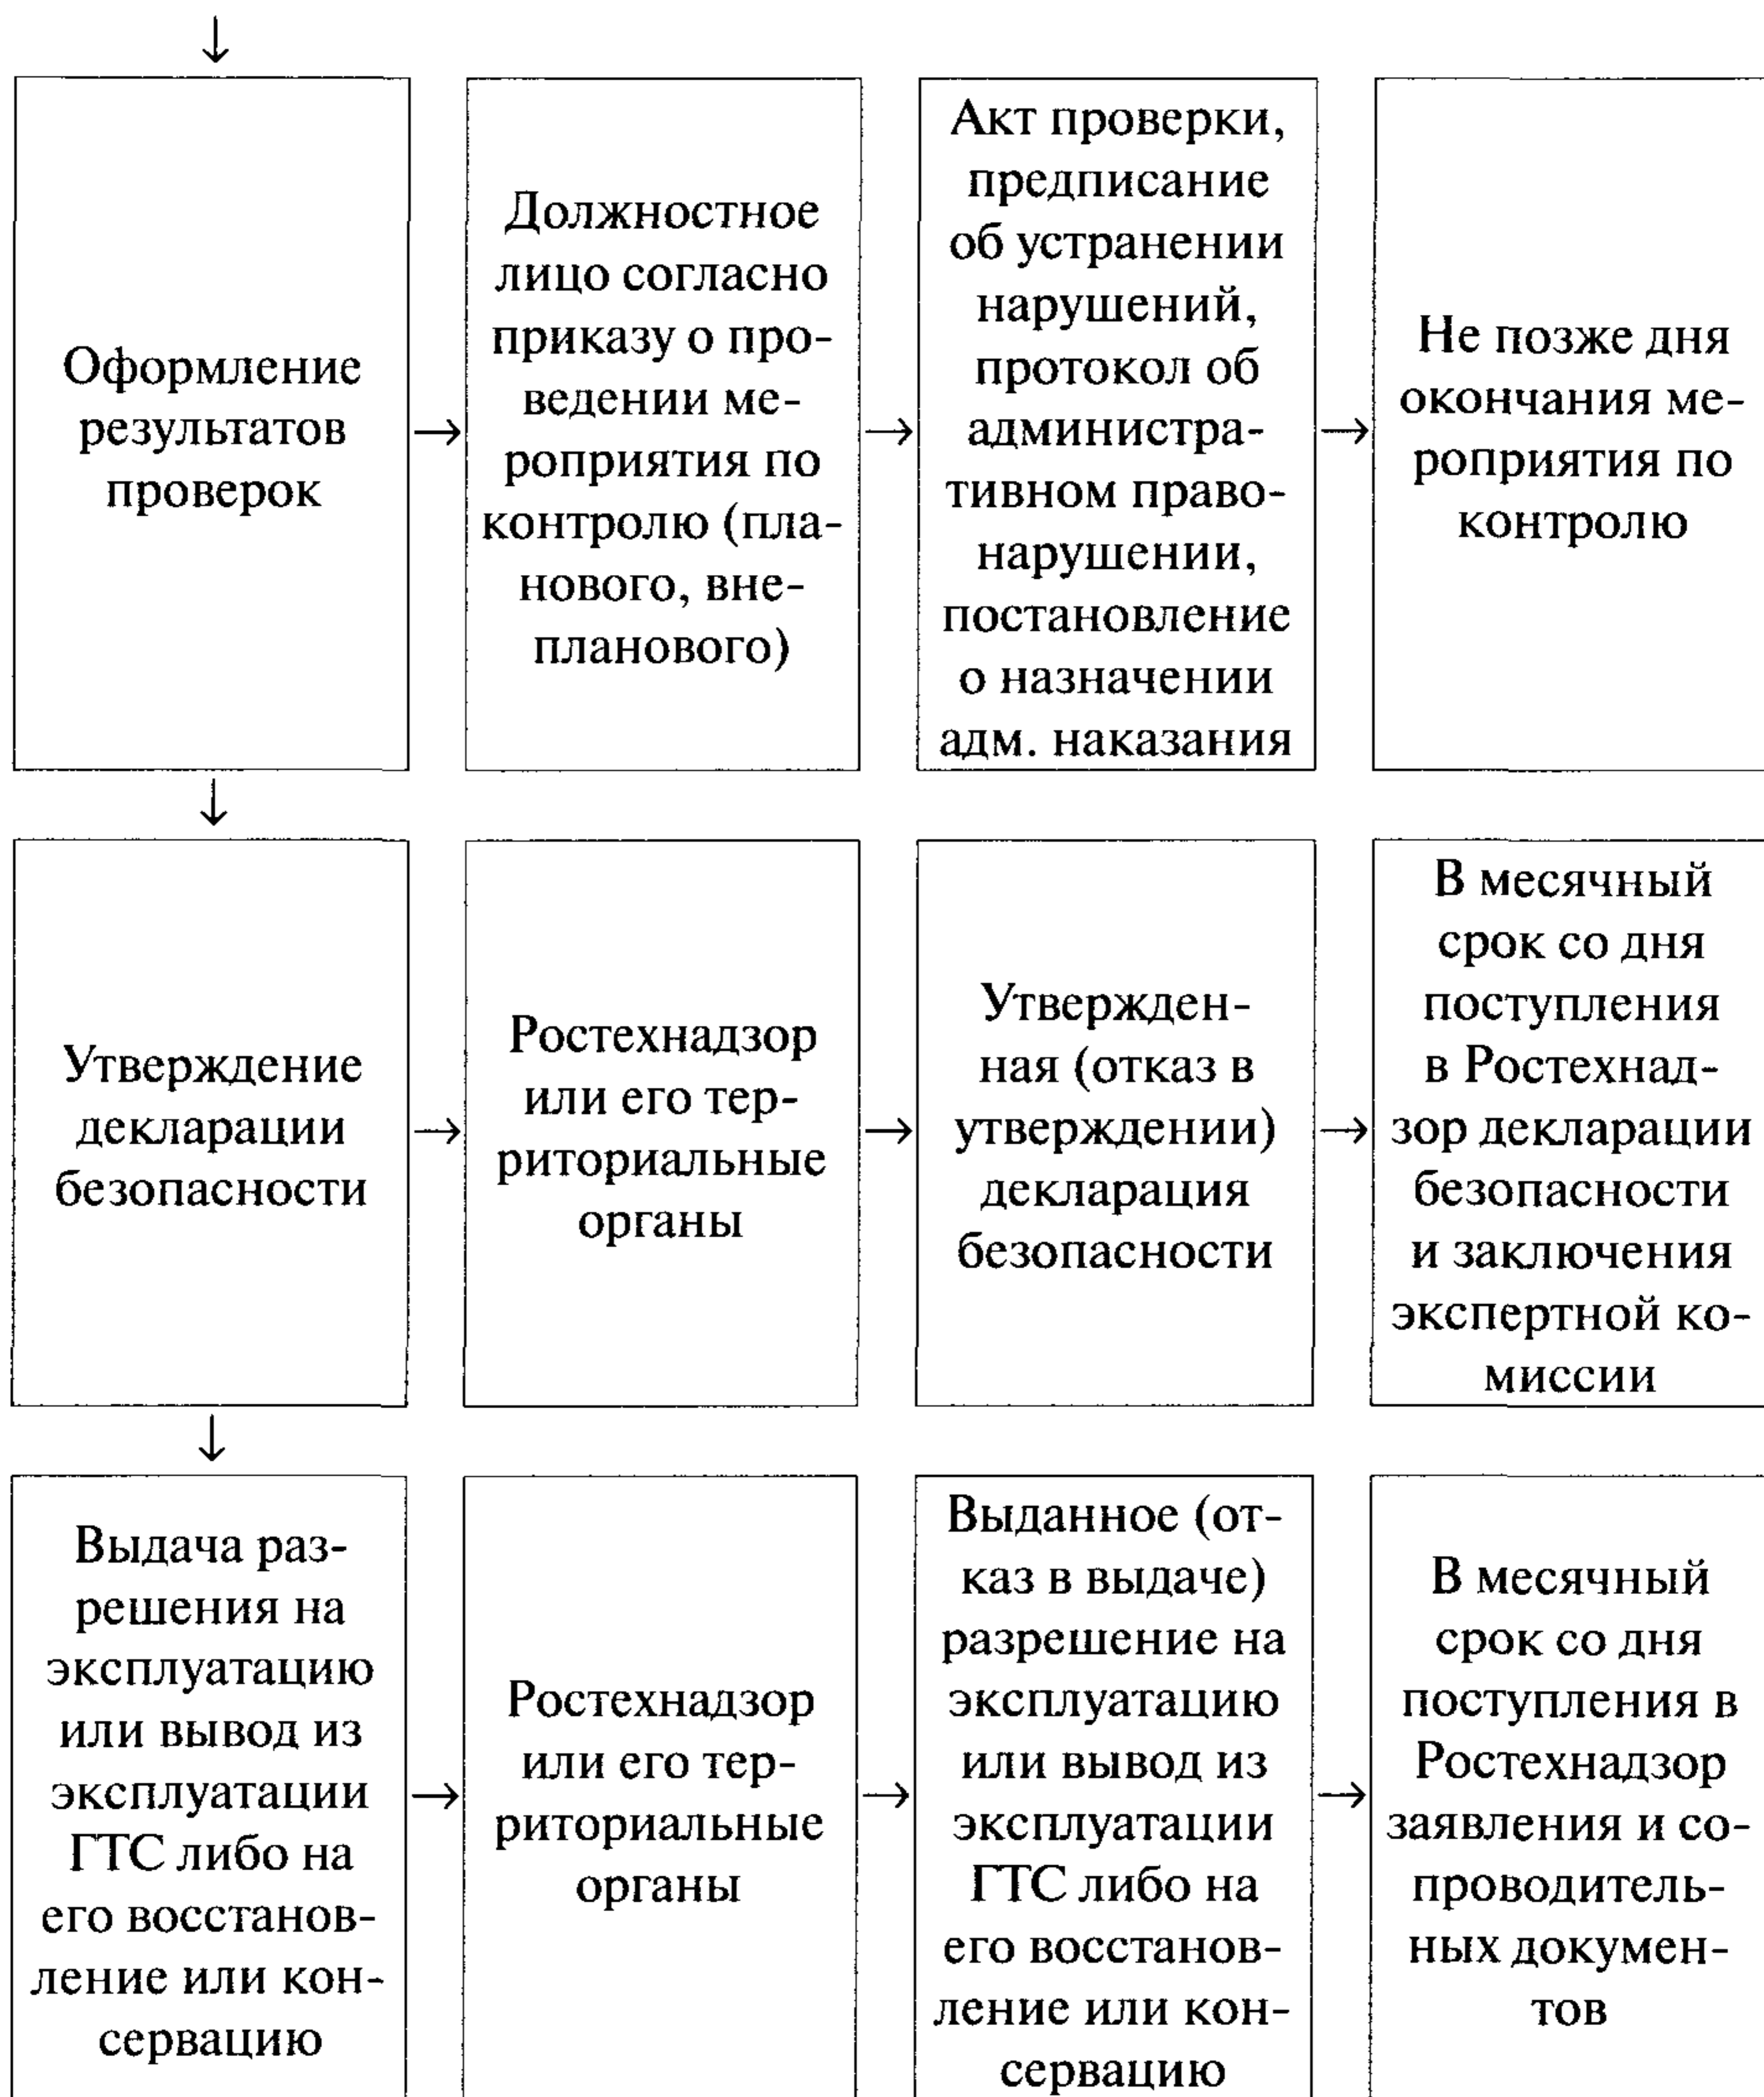 Оформление
результатов
проверок
Должностное
лицо согласно
приказу о про-
ведении ме-
роприятия по
контролю (пла-
нового, вне-
планового)
Акт проверки,
предписание
об устранении
нарушений,
протокол об
администра-
тивном право-
нарушении,
постановление
о назначении
адм. наказания
Не позже дня
окончания ме-
роприятия по
контролю
Утверждение
декларации
безопасности
Ростехнадзор
или его тер-
риториальные
органы
Утвержден-
ная (отказ в
утверждении)
декларация
безопасности
В месячный
срок со дня
поступления
в Ростехнад-
зор декларации
безопасности
и заключения
экспертной ко-
миссии
Выдача раз-
решения на
эксплуатацию
или вывод из
эксплуатации
ГТС либо на
его восстанов-
ление или кон-
сервацию
Ростехнадзор
или его тер-
риториальные
органы
Выданное (от-
каз в выдаче)
разрешение на
эксплуатацию
или вывод из
эксплуатации
ГТС либо на
его восстанов-
ление или кон-
сервацию
В месячный
срок со дня
поступления в
Ростехнадзор
заявления и со-
проводитель-
ных докумен-
тов